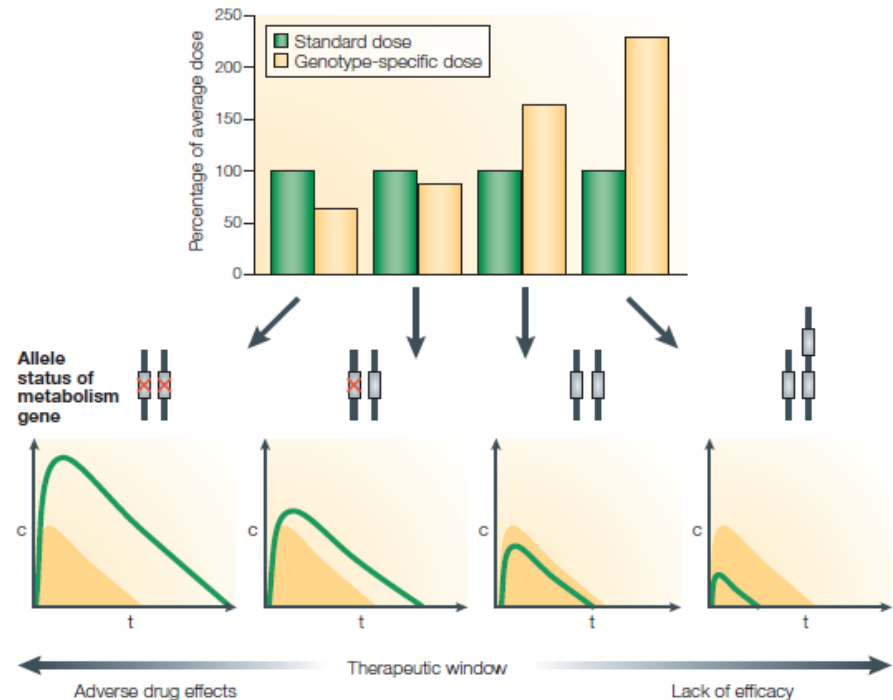 250
200
150
100
50
0
Percentage of average dose
Standard dose
Genotype-specific dose
Allele
status of
metabolism
gene
c
t
c
t
c
t
c
t
Therapeutic window
Adverse drug effects
Lack of efficacy